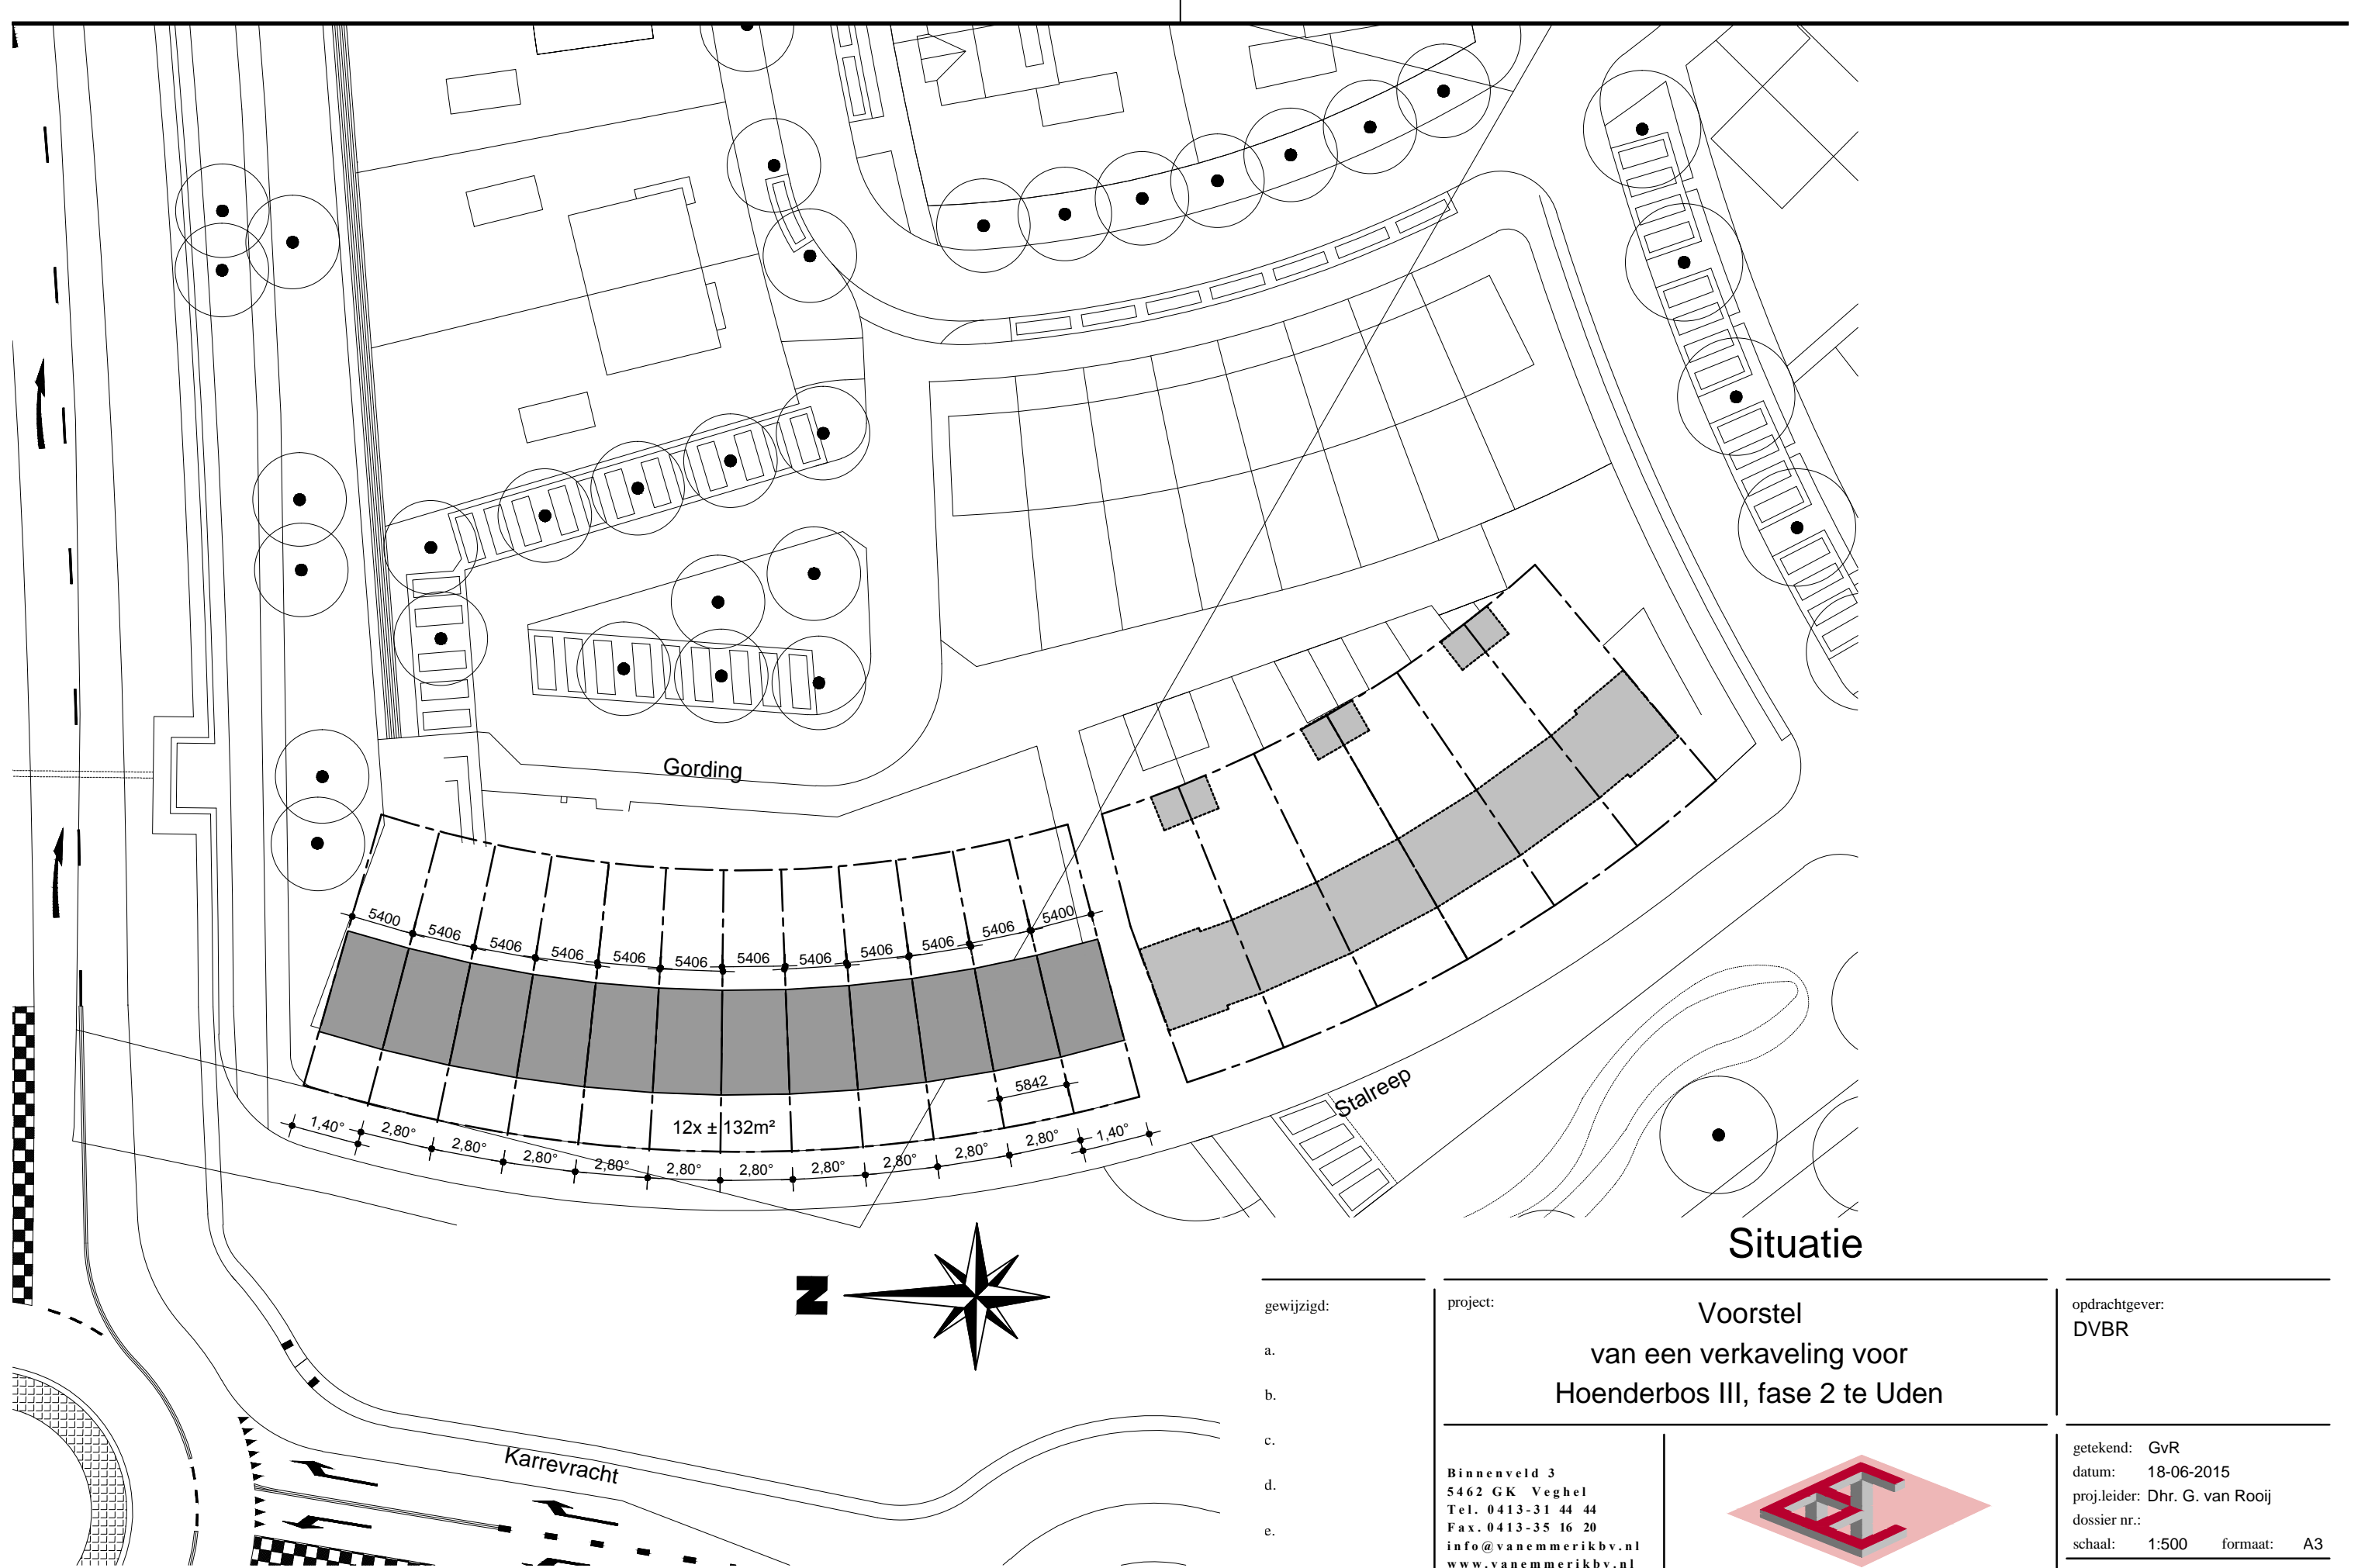 Gording
5400
5406
5406
5406
5406
5406
5406
5406
5406
5406
5406
5400
5842
12x ± 132m²
1,40°
2,80°
2,80°
2,80°
2,80°
2,80°
2,80°
2,80°
2,80°
2,80°
2,80°
1,40°
Stalreep
Karrevracht
N
Situatie
gewijzigd:
a.
b.
c.
d.
e.
project:
Voorstel
van een verkaveling voor
Hoenderbos III, fase 2 te Uden
opdrachtgever:
DVBR
Binnenveld 3
5462 GK Veghel
Tel. 0413-31 44 44
Fax. 0413-35 16 20
info@vanemmerikbv.nl
www.vanemmerikbv.nl
getekend: GvR
datum: 18-06-2015
proj.leider: Dhr. G. van Rooij
dossier nr.:
schaal: 1:500 formaat: A3